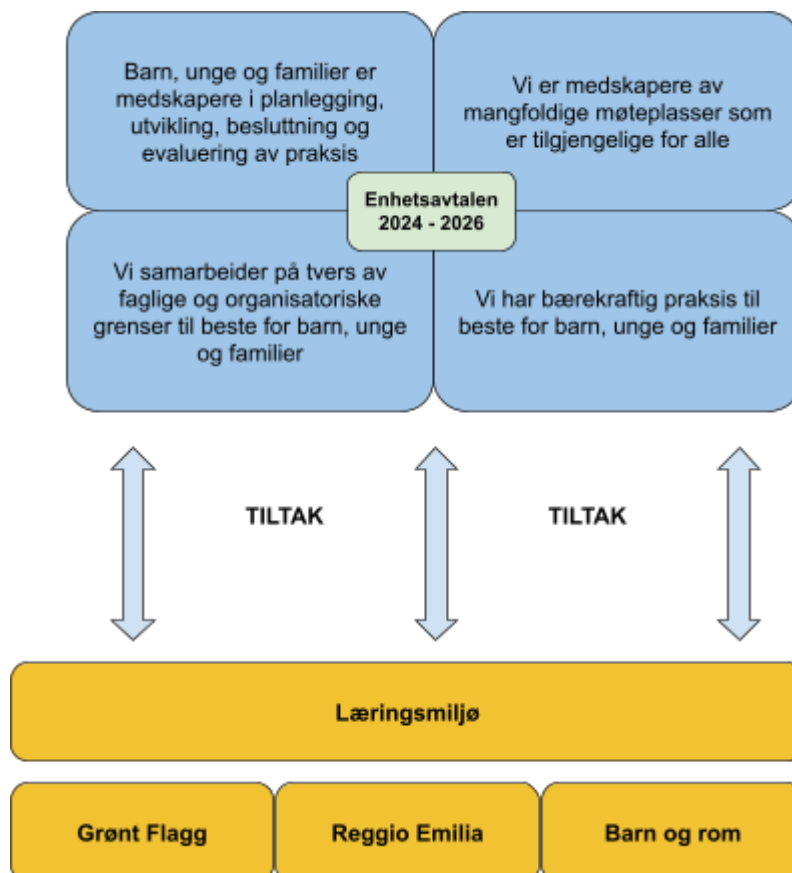 Barn, unge og familier er
medskapere i planlegging,
utvikling, besluttning og
evaluering av praksis
Vi er medskapere av
mangfoldige møteplasser som
er tilgjengelige for alle
Enhetsavtalen
2024 - 2026
Vi samarbeider på tvers av
faglige og organisatoriske
grenser til beste for barn, unge
og familier
Vi har bærekraftig praksis til
beste for barn, unge og familier
TILTAK
TILTAK
Læringsmiljø
Grønt Flagg
Reggio Emilia
Barn og rom